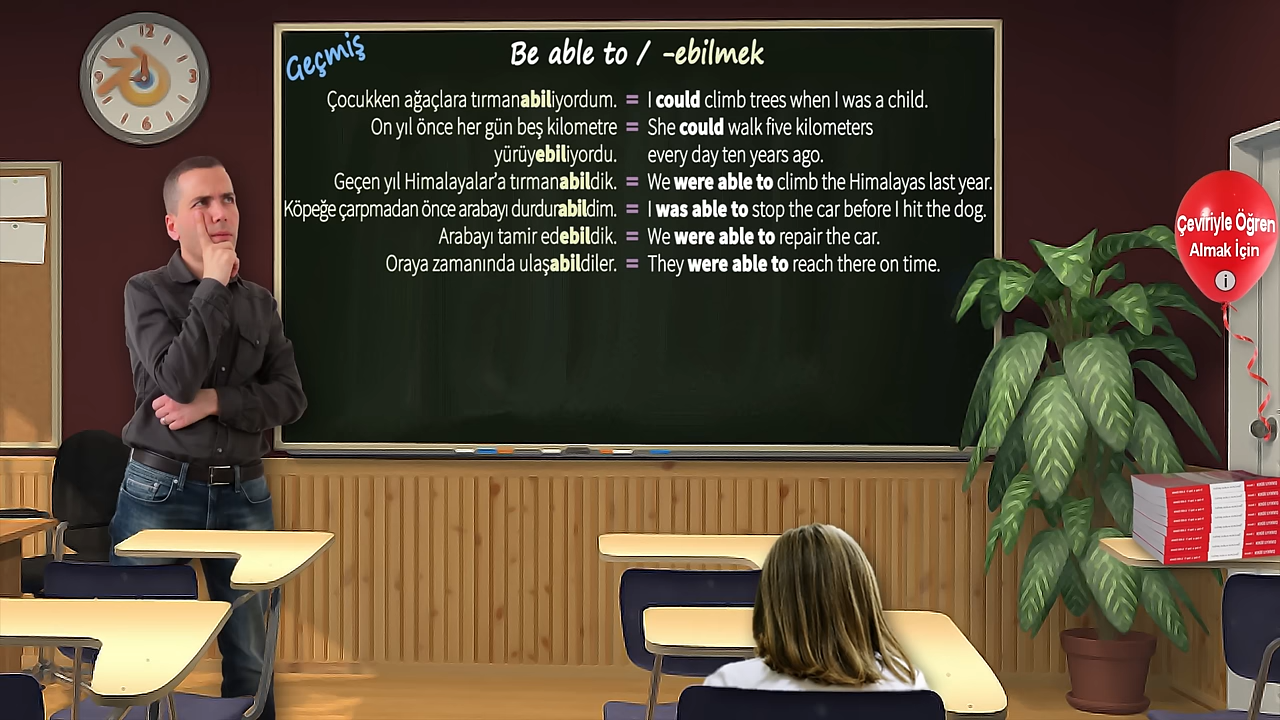 Geçmiş
Be able to / -ebilmek
Çocukken ağaçlara tırmanabiliyordum. = I could climb trees when I was a child.
On yıl önce her gün beş kilometre = She could walk five kilometers
yürüyebiliyordu. every day ten years ago.
Geçen yıl Himalayalar'a tırmanabildik. = We were able to climb the Himalayas last year.
Köpeğe çarpmadan önce arabayı durdurabildim. = I was able to stop the car before I hit the dog.
Arabayı tamir edebildik. = We were able to repair the car.
Oraya zamanında ulaşabildiler. = They were able to reach there on time.
12
3
6
9
Çeviriyle Öğren
Almak İçin
i